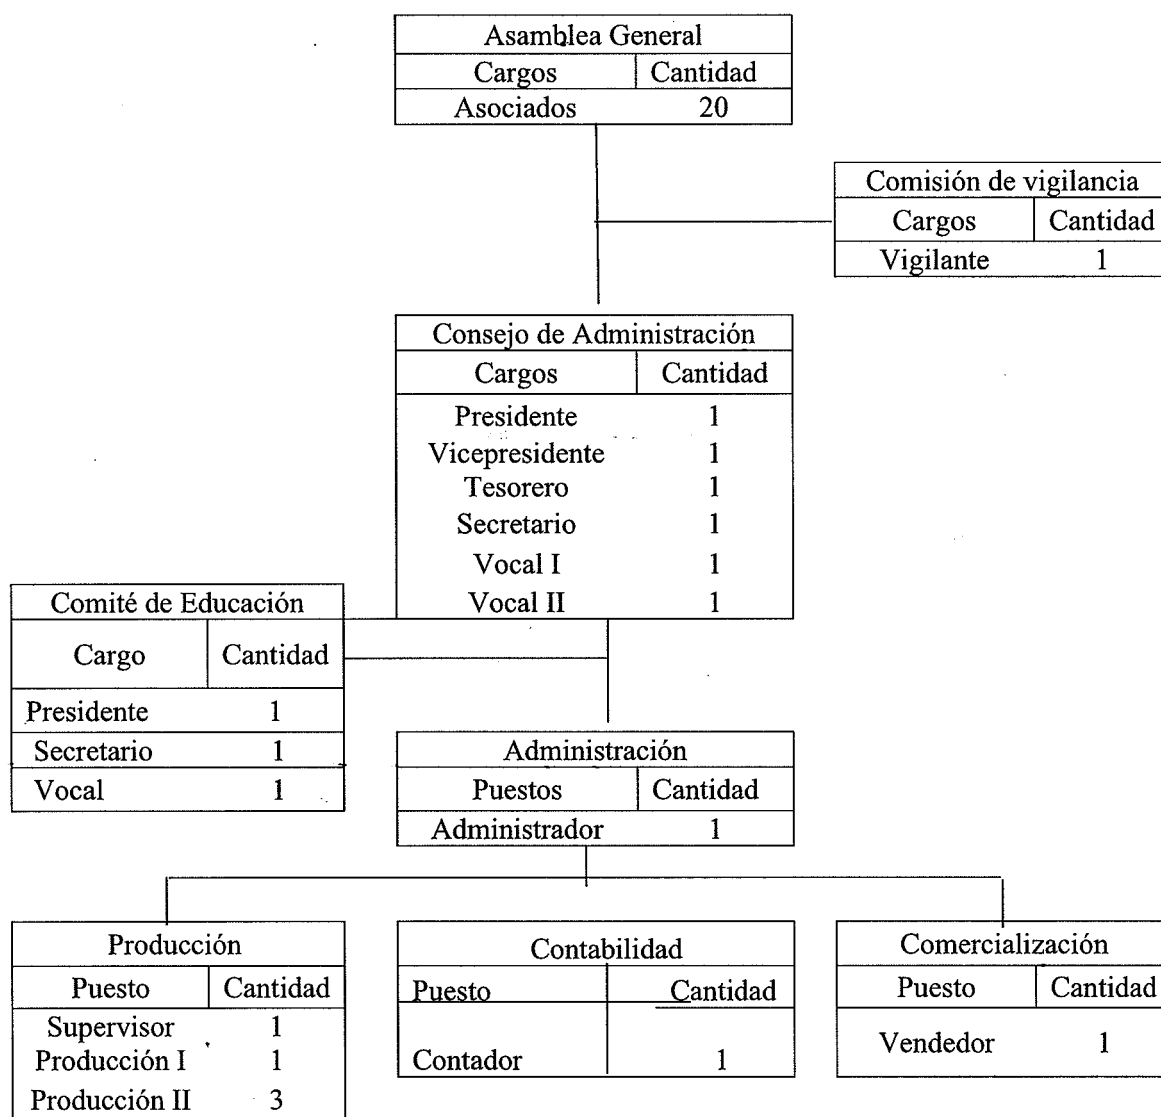 Asamblea General
Cargos Cantidad
Asociados 20
Comisión de vigilancia
Cargos Cantidad
Vigilante 1
Consejo de Administración
Cargos Cantidad
Presidente 1
Vicepresidente 1
Tesorero 1
Secretario 1
Vocal I 1
Vocal II 1
Comité de Educación
Cargo Cantidad
Presidente 1
Secretario 1
Vocal 1
Administración
Puestos Cantidad
Administrador 1
Producción
Puesto Cantidad
Supervisor 1
Producción I 1
Producción II 3
Contabilidad
Puesto Cantidad
Contador 1
Comercialización
Puesto Cantidad
Vendedor 1